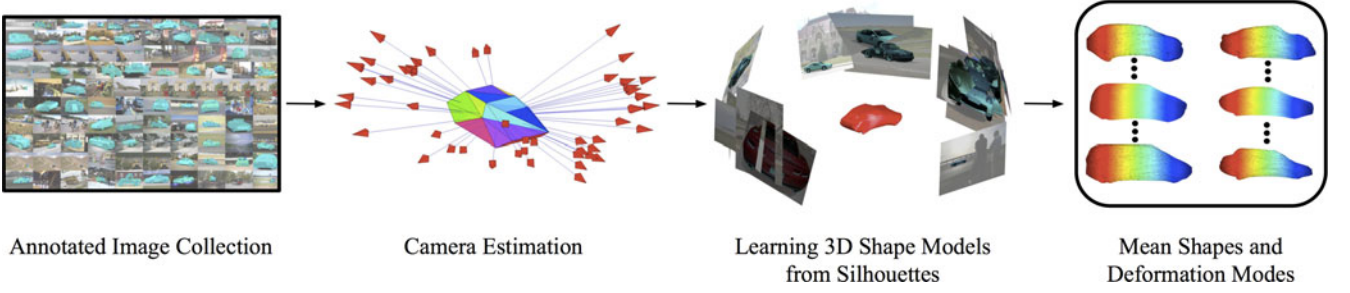 Annotated Image Collection
Camera Estimation
Learning 3D Shape Models
from Silhouettes
Mean Shapes and
Deformation Modes